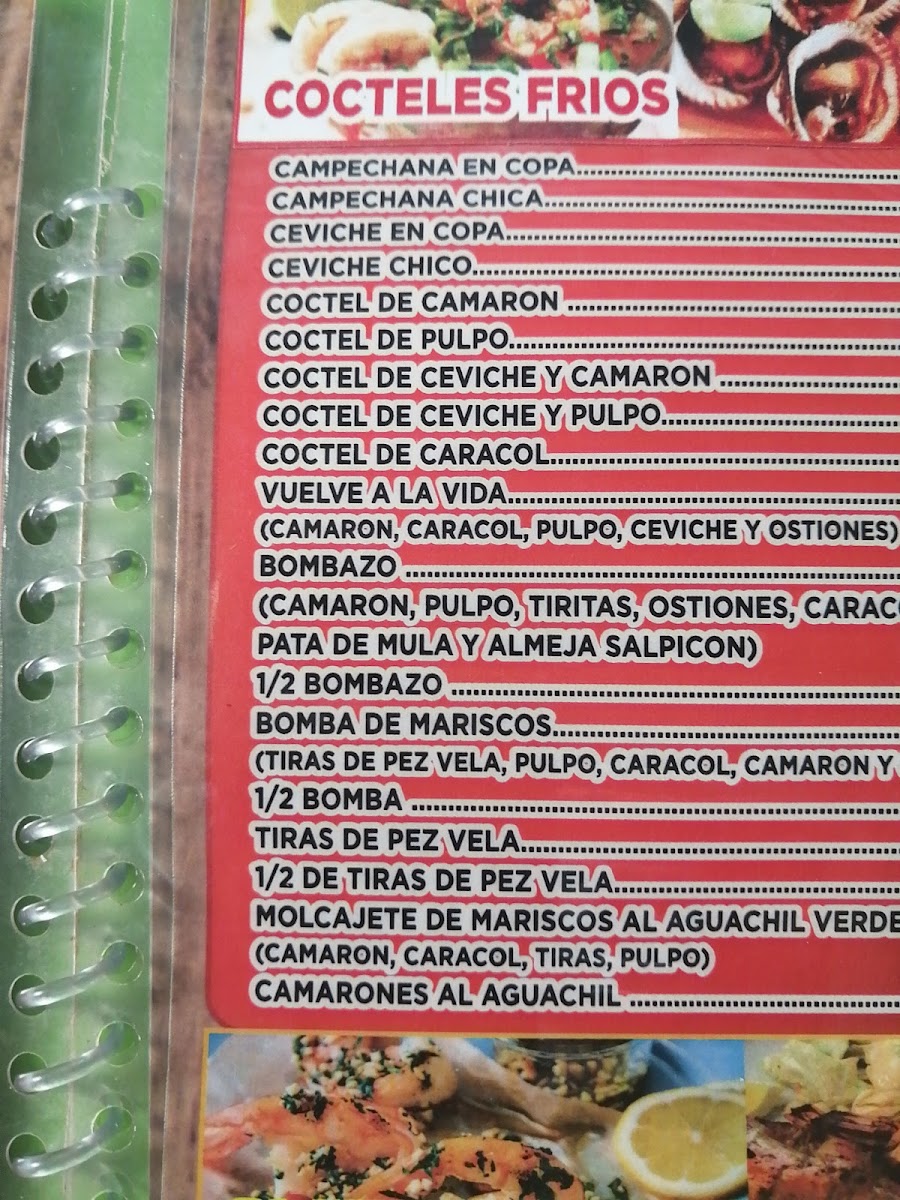 COCTELES FRIOS
CAMPECHANA EN COPA
CAMPECHANA CHICA
CEVICHE EN COPA
CEVICHE CHICO
COCTEL DE CAMARON
COCTEL DE PULPO
COCTEL DE CEVICHE Y CAMARON
COCTEL DE CEVICHE Y PULPO
COCTEL DE CARACOL
VUELVE A LA VIDA
(CAMARON, CARACOL, PULPO, CEVICHE Y OSTIONES)
BOMBAZO
(CAMARON, PULPO, TIRITAS, OSTIONES,
PATA DE MULA Y ALMEJA SALPICON)
1/2 BOMBAZO
BOMBA DE MARISCOS
(TIRAS DE PEZ VELA, PULPO, CARACOL, CAMARON Y
1/2 BOMBA
TIRAS DE PEZ VELA
1/2 DE TIRAS DE PEZ VELA
MOLCAJETE DE MARISCOS AL AGUACHIL VERDE
(CAMARON, CARACOL, TIRAS, PULPO)
CAMARONES AL AGUACHIL